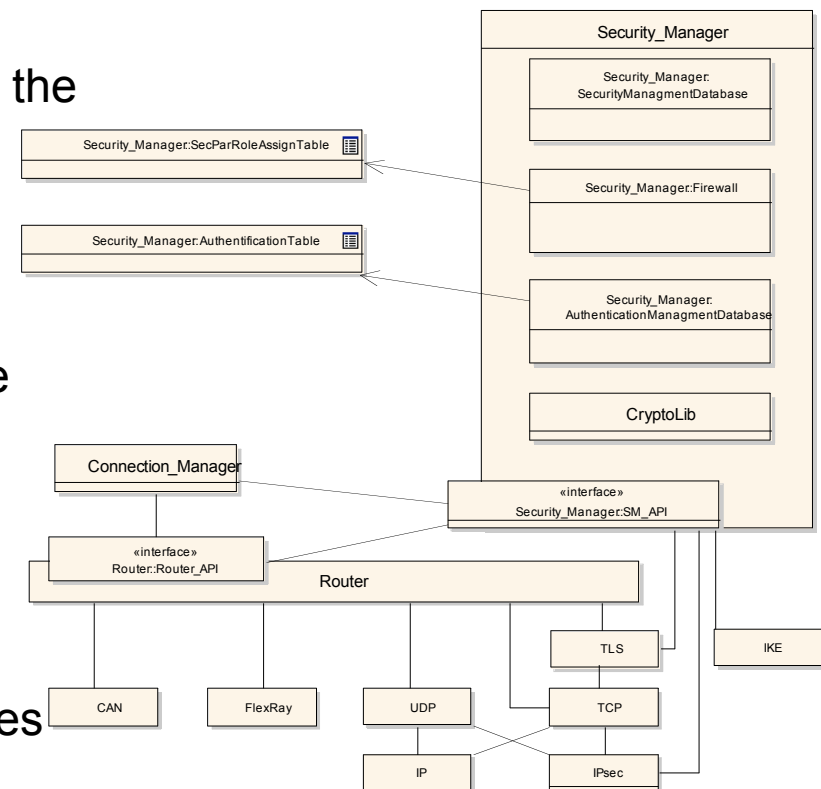 the
e
es
Security_Manager
Security_Manager:
SecurityManagmentDatabase
Security_Manager::SecParRoleAssignTable
Security_Manager::Firewall
Security_Manager:AuthentificationTable
Security_Manager:
AuthenticationManagmentDatabase
CryptoLib
Connection_Manager
«interface»
Security_Manager:SM_API
«interface»
Router::Router_API
Router
TLS
IKE
CAN
FlexRay
UDP
TCP
IP
IPsec